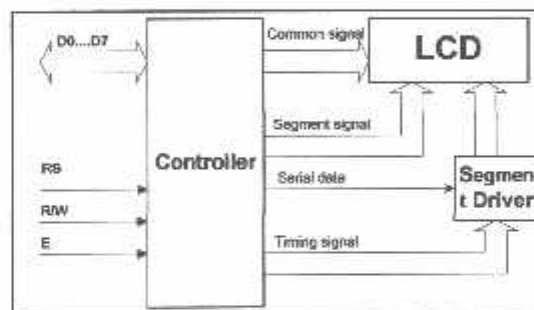 D0....D7
Common signal
LCD
Segment signal
Controller
RS
Serial data
Segmen
t Driver
R/W
E
Timing signal